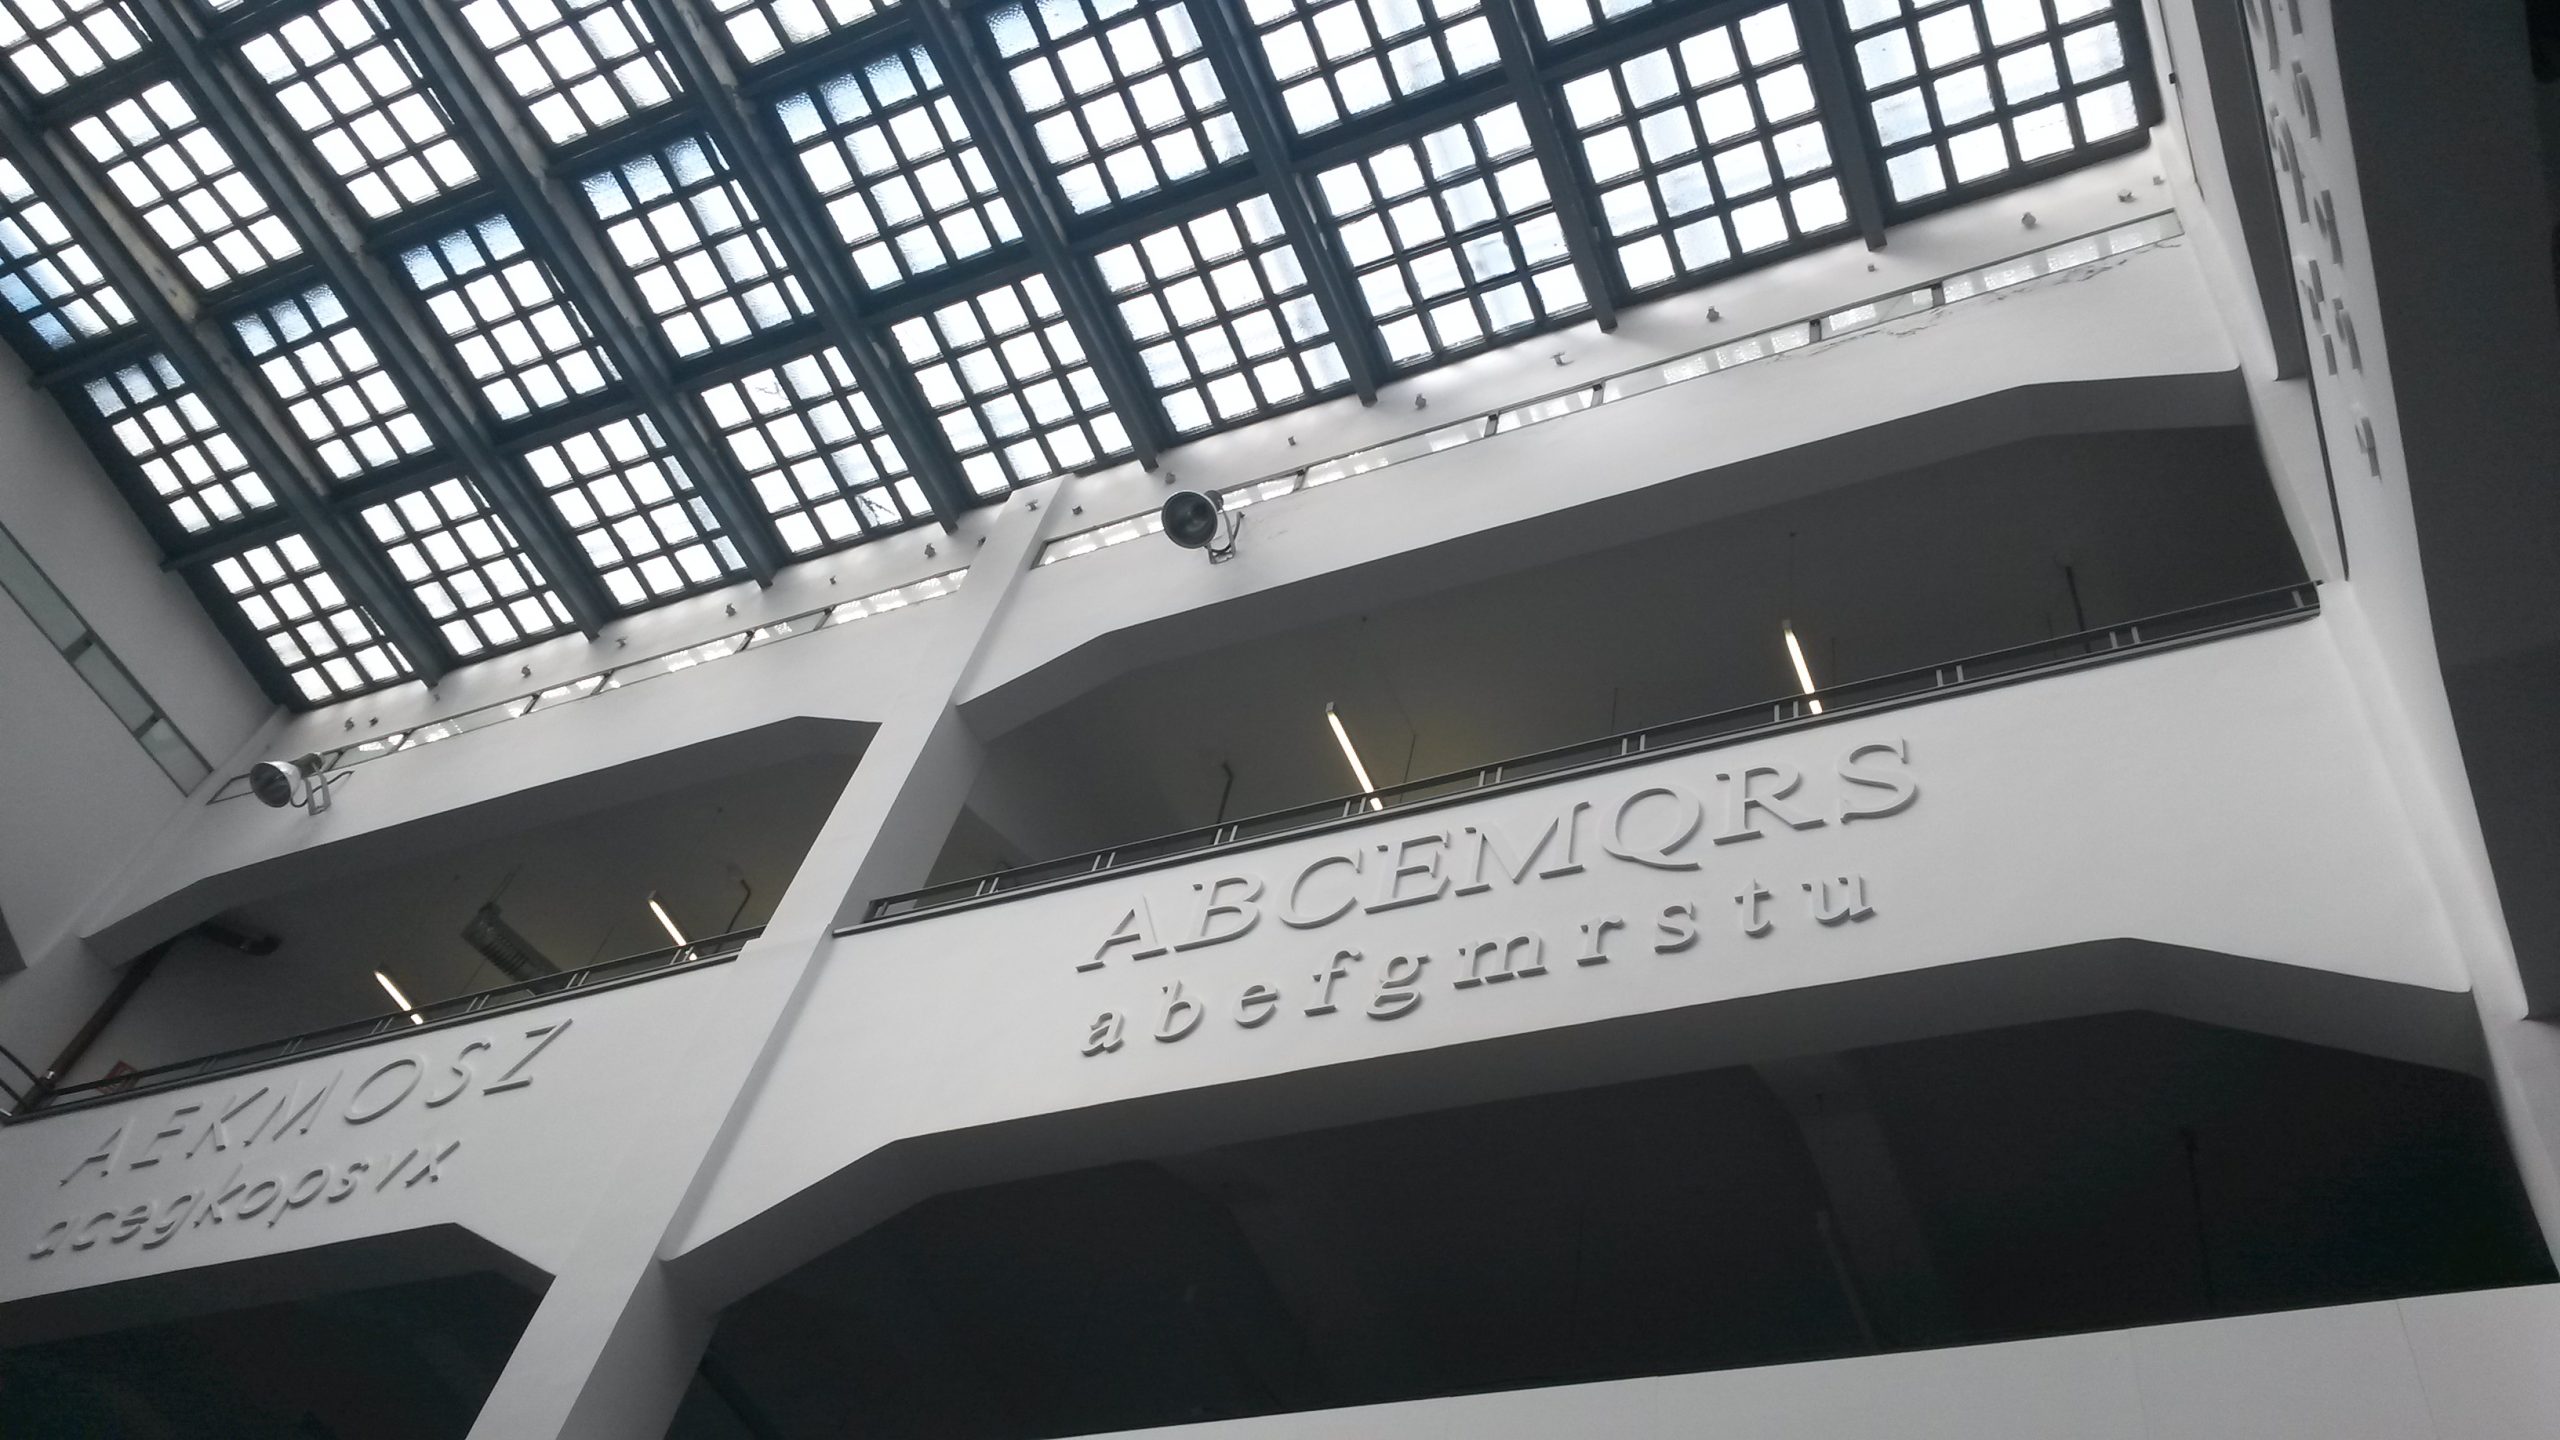 AEKMOSZ
acegkopsvx
ABCEMQRS
abefgmrstu